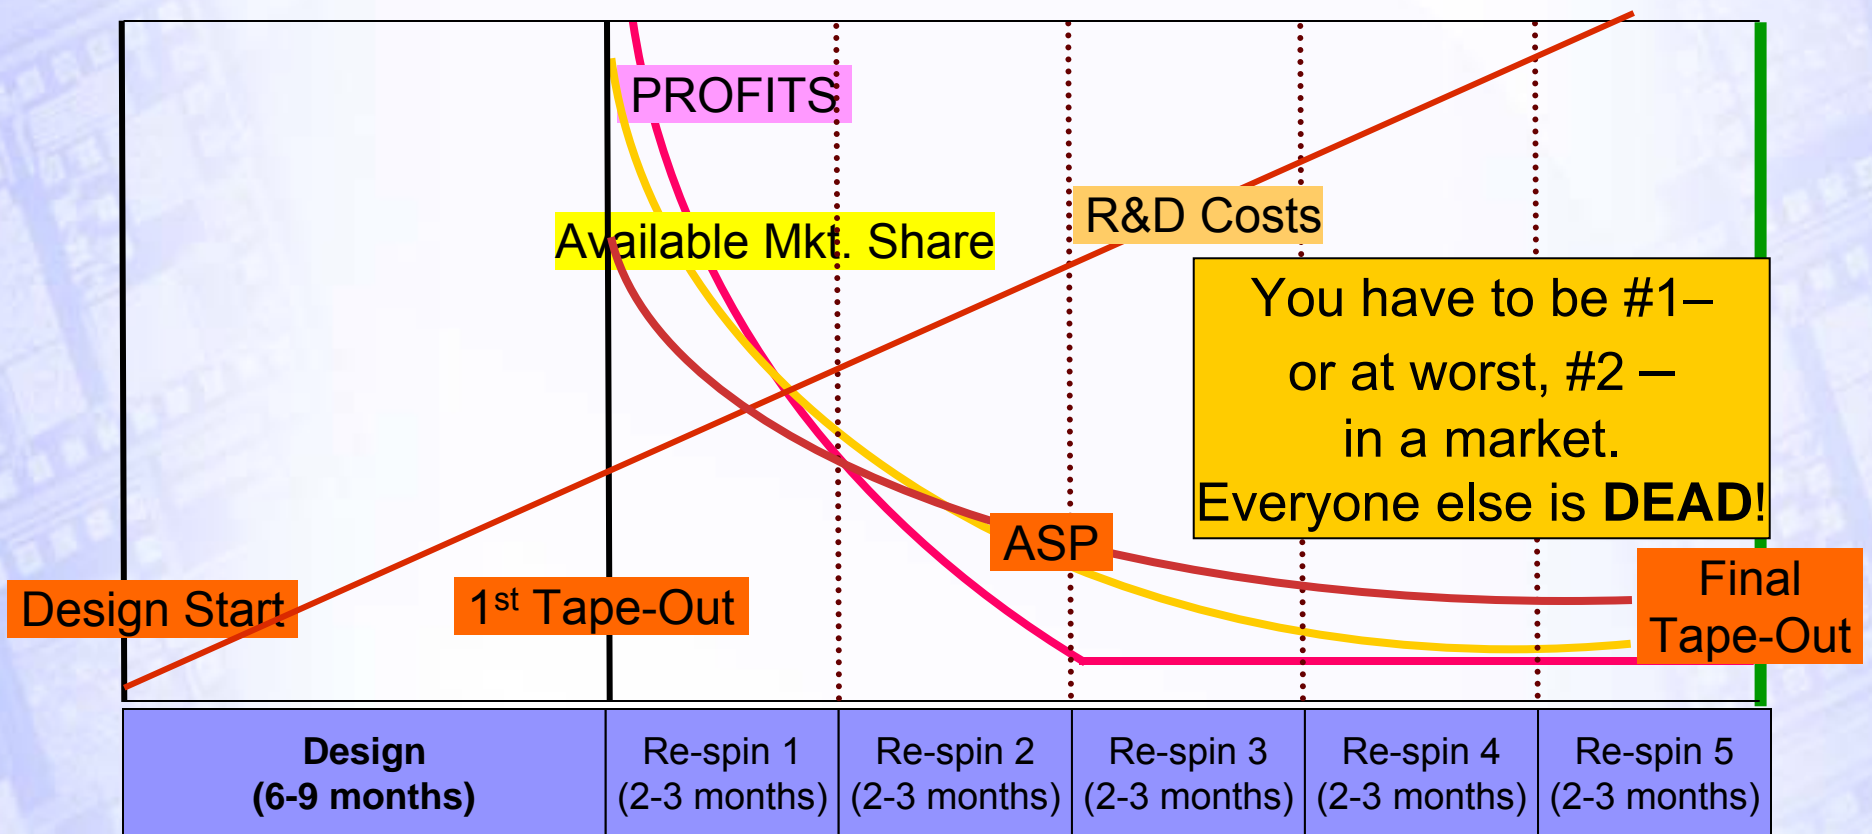 PROFITS
Available Mkt. Share
R&D Costs
You have to be #1–
or at worst, #2 –
in a market.
Everyone else is DEAD!
ASP
Design Start
1st Tape-Out
Final
Tape-Out
Design
(6-9 months)
Re-spin 1
(2-3 months)
Re-spin 2
(2-3 months)
Re-spin 3
(2-3 months)
Re-spin 4
(2-3 months)
Re-spin 5
(2-3 months)